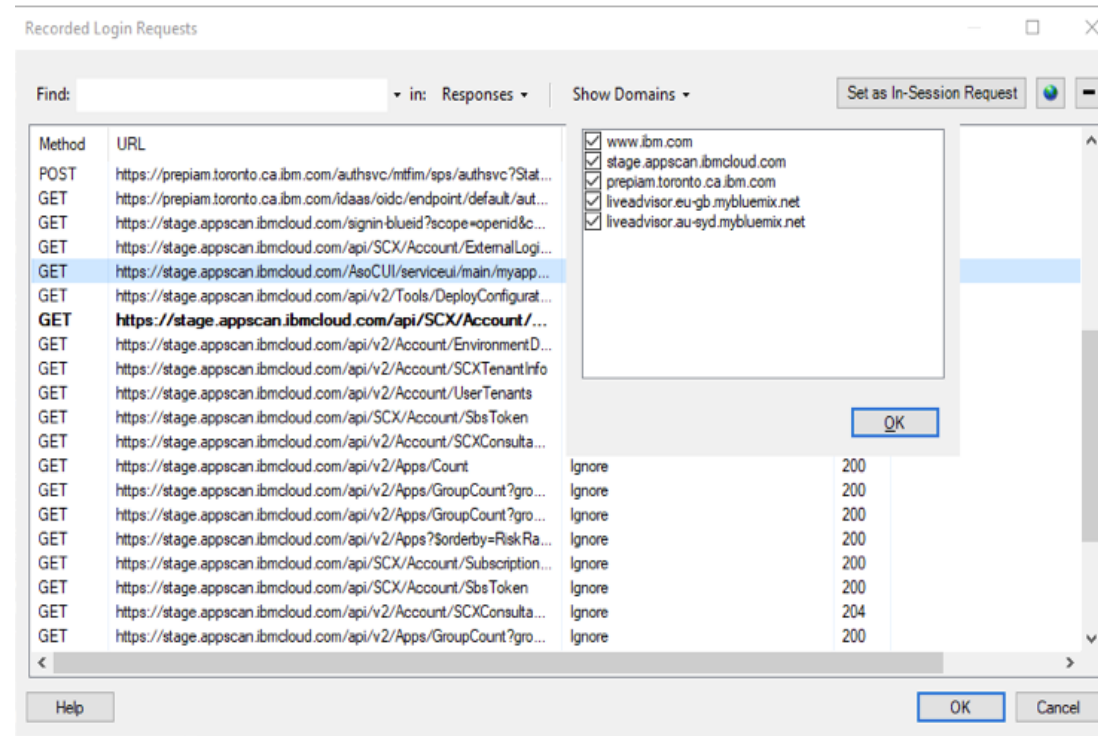 Recorded Login Requests
Find: in: Responses Show Domains Set as In-Session Request
Method URL
www.ibm.com
stage.appscan.ibmcloud.com
prepiam.toronto.ca.ibm.com
liveadvisor.eu-gb.mybluemix.net
liveadvisor.au-syd.mybluemix.net
OK
POST https://prepiam.toronto.ca.ibm.com/authsvc/mtfim/sps/authsvc?Stat...
GET https://prepiam.toronto.ca.ibm.com/idaas/oidc/endpoint/default/aut...
GET https://stage.appscan.ibmcloud.com/signin-blueid?scope=openid&c...
GET https://stage.appscan.ibmcloud.com/api/SCX/Account/ExternalLogi...
GET https://stage.appscan.ibmcloud.com/AsoCUI/serviceui/main/myapp...
GET https://stage.appscan.ibmcloud.com/api/v2/Tools/DeployConfigurat...
GET https://stage.appscan.ibmcloud.com/api/SCX/Account/...
GET https://stage.appscan.ibmcloud.com/api/v2/Account/EnvironmentD...
GET https://stage.appscan.ibmcloud.com/api/v2/Account/SCXTenantInfo
GET https://stage.appscan.ibmcloud.com/api/v2/Account/UserTenants
GET https://stage.appscan.ibmcloud.com/api/SCX/Account/SbsToken
GET https://stage.appscan.ibmcloud.com/api/v2/Account/SCXConsulta...
GET https://stage.appscan.ibmcloud.com/api/v2/Apps/Count Ignore 200
GET https://stage.appscan.ibmcloud.com/api/v2/Apps/GroupCount?gro... Ignore 200
GET https://stage.appscan.ibmcloud.com/api/v2/Apps/GroupCount?gro... Ignore 200
GET https://stage.appscan.ibmcloud.com/api/v2/Apps?$orderby=RiskRa... Ignore 200
GET https://stage.appscan.ibmcloud.com/api/SCX/Account/Subscription... Ignore 200
GET https://stage.appscan.ibmcloud.com/api/SCX/Account/SbsToken Ignore 200
GET https://stage.appscan.ibmcloud.com/api/v2/Account/SCXConsulta... Ignore 204
GET https://stage.appscan.ibmcloud.com/api/v2/Apps/GroupCount?gro... Ignore 200
Help OK Cancel